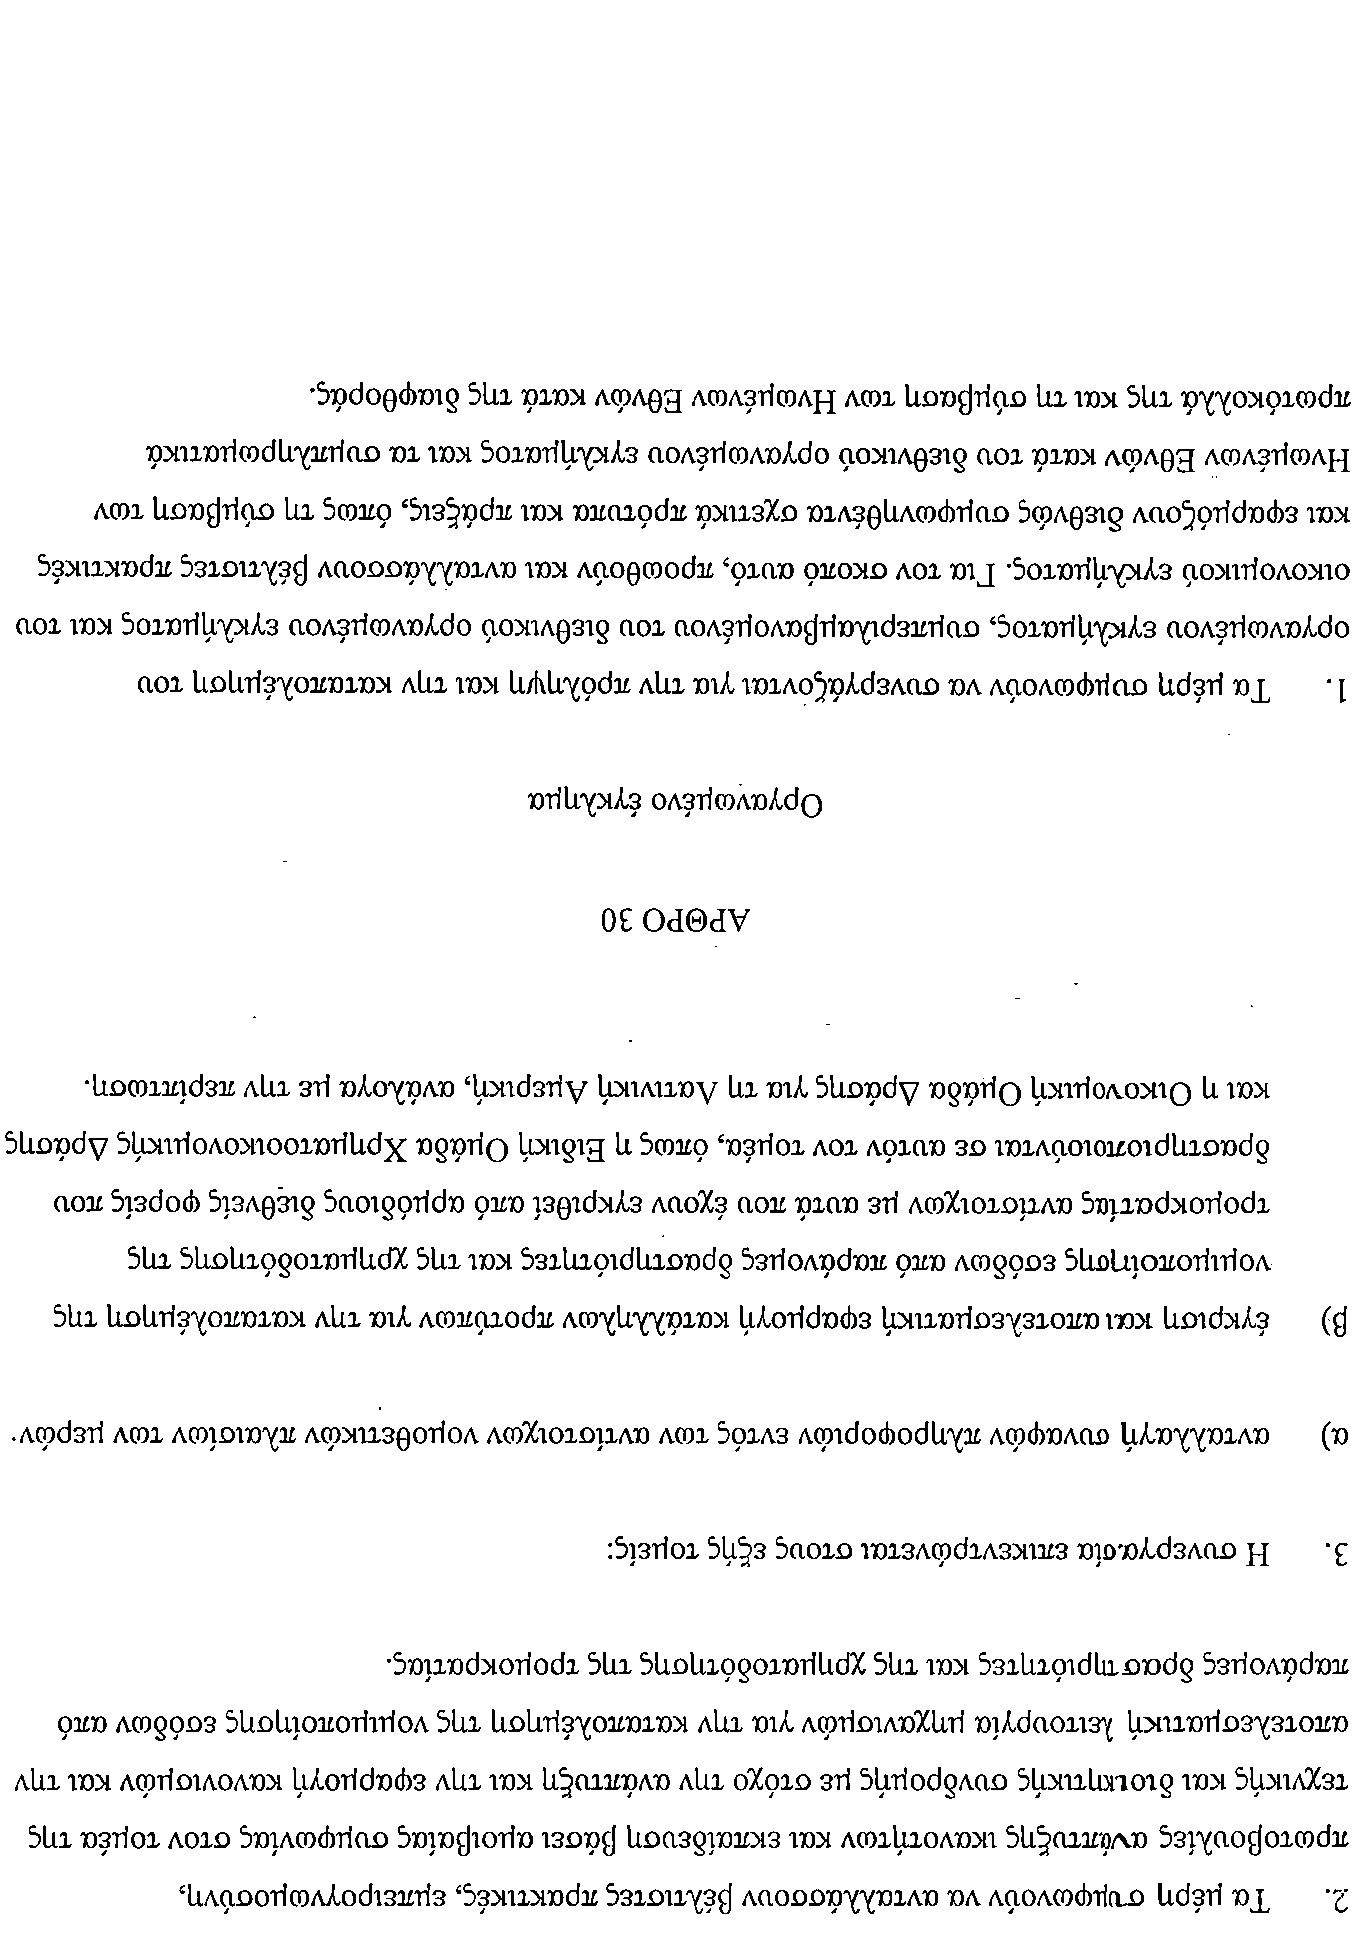 2. Τα μέρη συμφωνούν να ανταλλάσσουν βέλτιστες πρακτικές, εμπειρογνωμοσύνη,
πρωτοβουλίες ανάπτυξης ικανοτήτων και εκπαίδευση βάσει αμοιβαίας συμφωνίας στον τομέα της
τεχνικής και διοικητικής συνδρομής με στόχο την ανάπτυξη και την εφαρμογή κανονισμών και την
αποτελεσματική λειτουργία μηχανισμών για την καταπολέμηση της νομιμοποίησης εσόδων από
παράνομες δραστηριότητες και της χρηματοδότησης της τρομοκρατίας.
3. Η συνεργασία επικεντρώνεται στους εξής τομείς:
α) ανταλλαγή συναφών πληροφοριών εντός των αντίστοιχων νομοθετικών πλαισίων των μερών·
β) έγκριση και αποτελεσματική εφαρμογή κατάλληλων προτύπων για την καταπολέμηση της
νομιμοποίησης εσόδων από παράνομες δραστηριότητες και της χρηματοδότησης της
τρομοκρατίας αντίστοιχων με αυτά που έχουν εγκριθεί από αρμόδιους διεθνείς φορείς που
δραστηριοποιούνται σε αυτόν τον τομέα, όπως η Ειδική Ομάδα Χρηματοοικονομικής Δράσης
και η Οικονομική Ομάδα Δράσης για τη Λατινική Αμερική, ανάλογα με την περίπτωση.
ΑΡΘΡΟ 30
Οργανωμένο έγκλημα
1. Τα μέρη συμφωνούν να συνεργάζονται για την πρόληψη και την καταπολέμηση του
οργανωμένου εγκλήματος, συμπεριλαμβανομένου του διεθνικού οργανωμένου εγκλήματος και του
οικονομικού εγκλήματος. Για τον σκοπό αυτό, προωθούν και ανταλλάσσουν βέλτιστες πρακτικές
και εφαρμόζουν διεθνώς συμφωνηθέντα σχετικά πρότυπα και πράξεις, όπως τη σύμβαση των
Ηνωμένων Εθνών κατά του διεθνικού οργανωμένου εγκλήματος και τα συμπληρωματικά
πρωτόκολλά της και τη σύμβαση των Ηνωμένων Εθνών κατά της διαφθοράς.